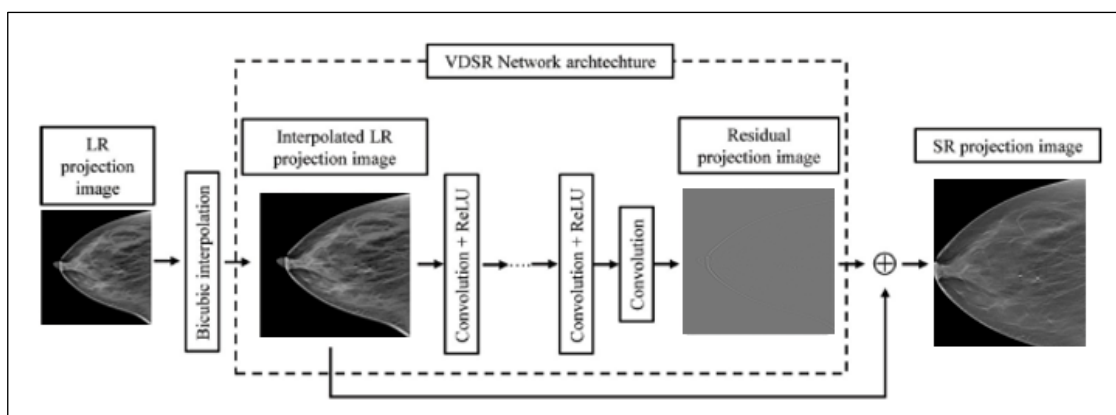 VDSR Network archtechture
LR
projection
image
Bicubic interpolation
Interpolated LR
projection image
Convolution + ReLU
Convolution + ReLU
Convolution
Residual
projection image
SR projection image